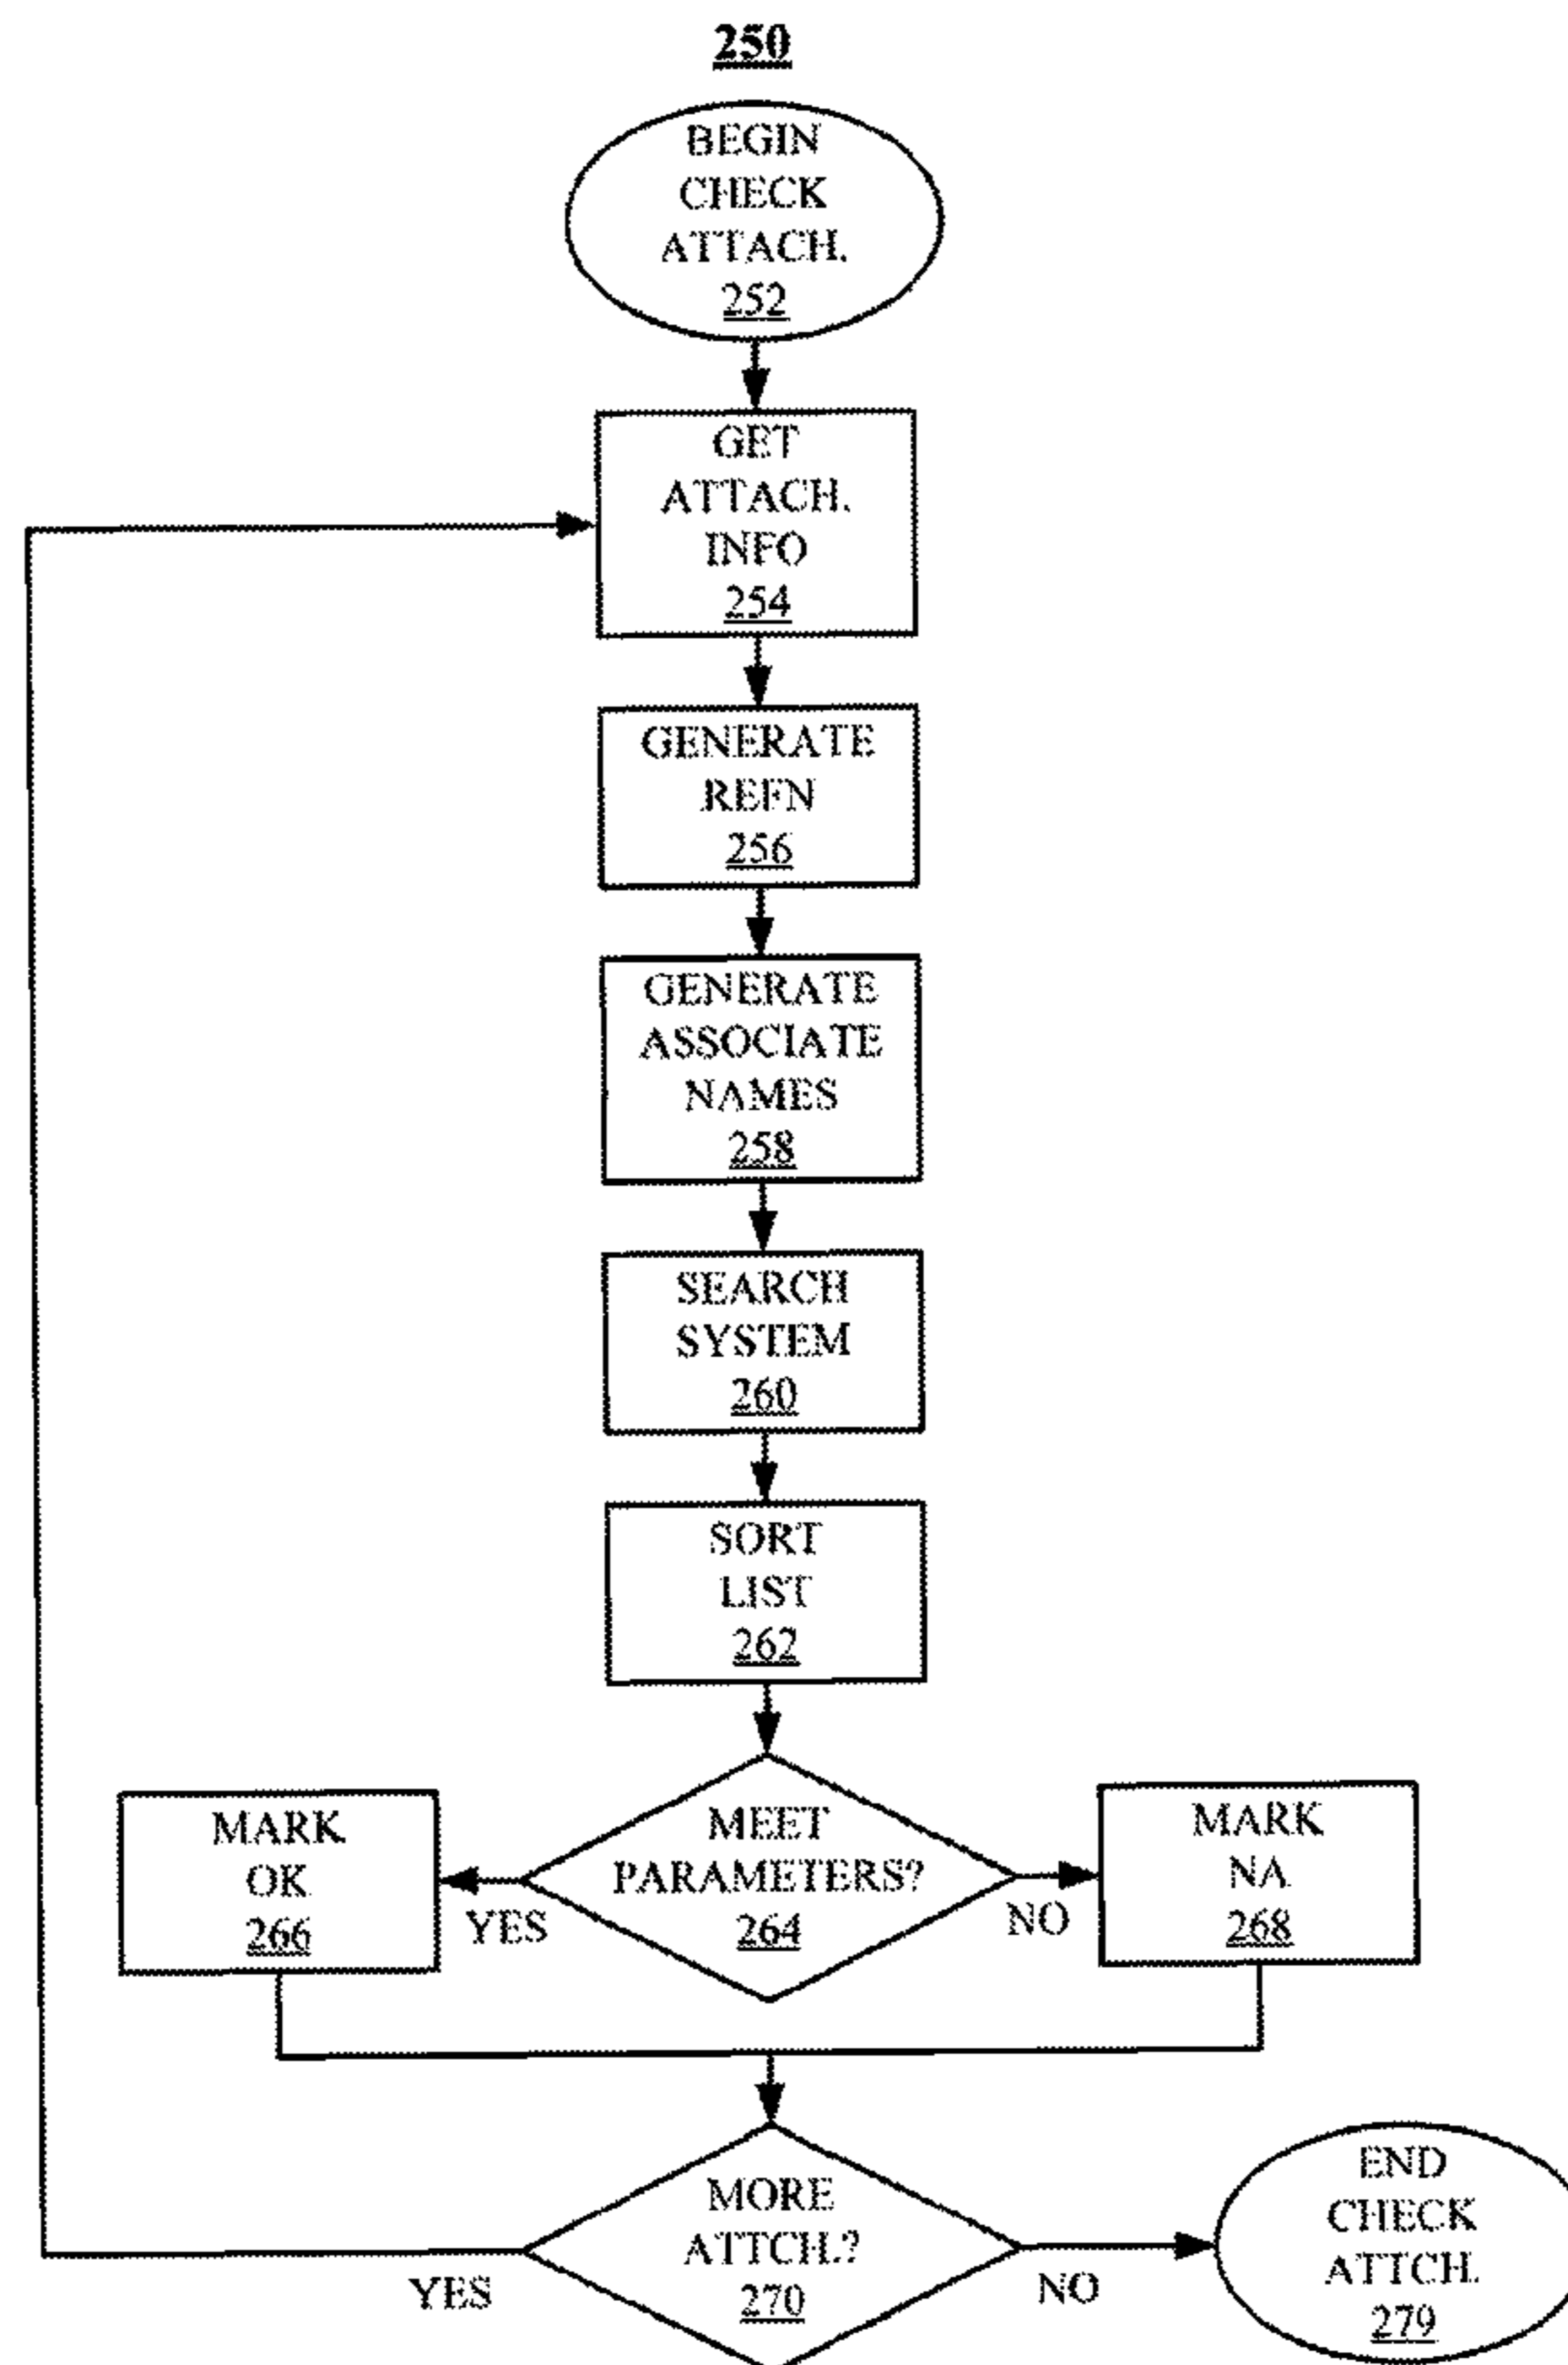 250
BEGIN
CHECK
ATTACH.
252
GET
ATTACH.
INFO
254
GENERATE
REFN
256
GENERATE
ASSOCIATE
NAMES
258
SEARCH
SYSTEM
260
SORT
LIST
262
MARK
OK
266
YES
MEET
PARAMETERS?
264
NO
MARK
NA
268
YES
MORE
ATTCH.?
270
NO
END
CHECK
ATTCH.
279